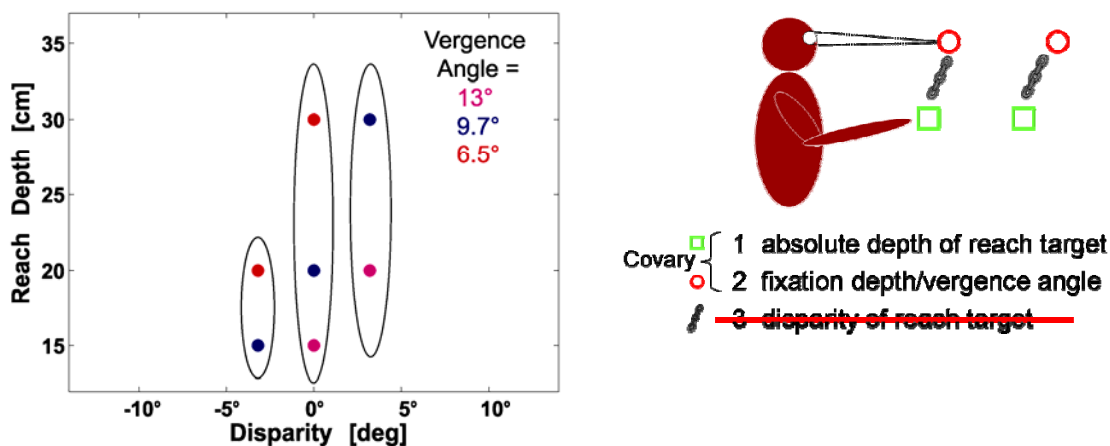 35
30
25
20
15
Reach Depth [cm]
Vergence
Angle =
13°
9.7°
6.5°
-10°
-5°
0°
5°
10°
Disparity [deg]
Covary
1 absolute depth of reach target
2 fixation depth/vergence angle
3 disparity of reach target